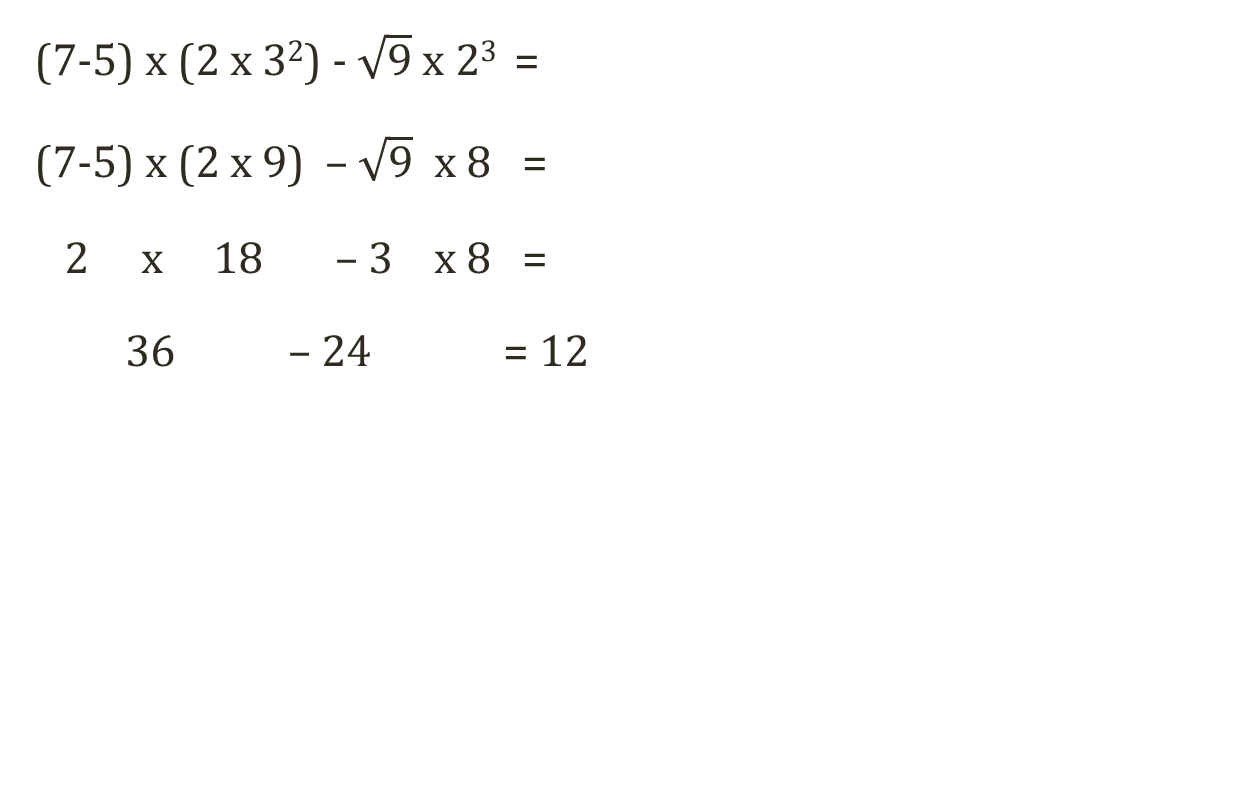 (7-5) x (2 x 3²) - √9 x 2³ =
(7-5) x (2 x 9) – √9 x 8 =
2 x 18 – 3 x 8 =
36 – 24 = 12